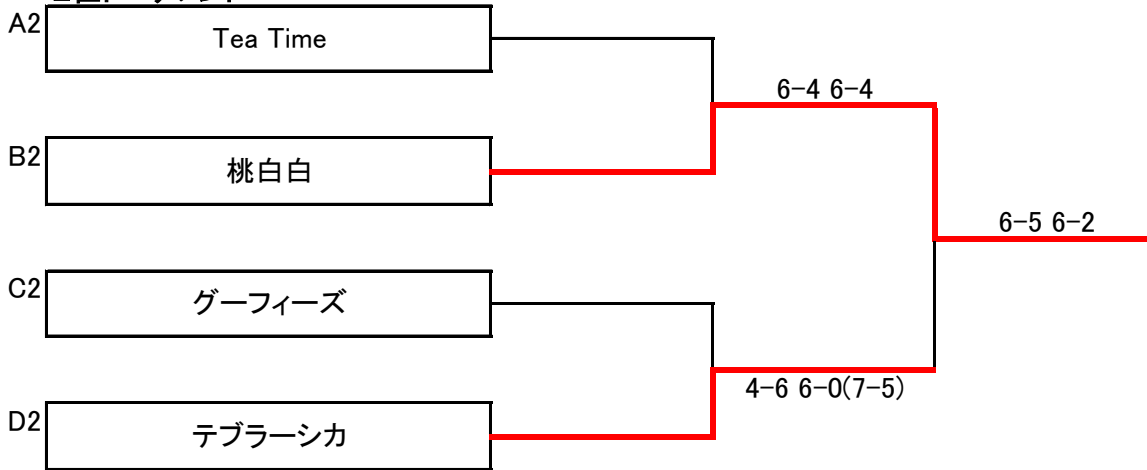 A2
Tea Time
6-4 6-4
B2
桃白白
6-5 6-2
C2
グーフィーズ
4-6 6-0(7-5)
D2
テブラーシカ